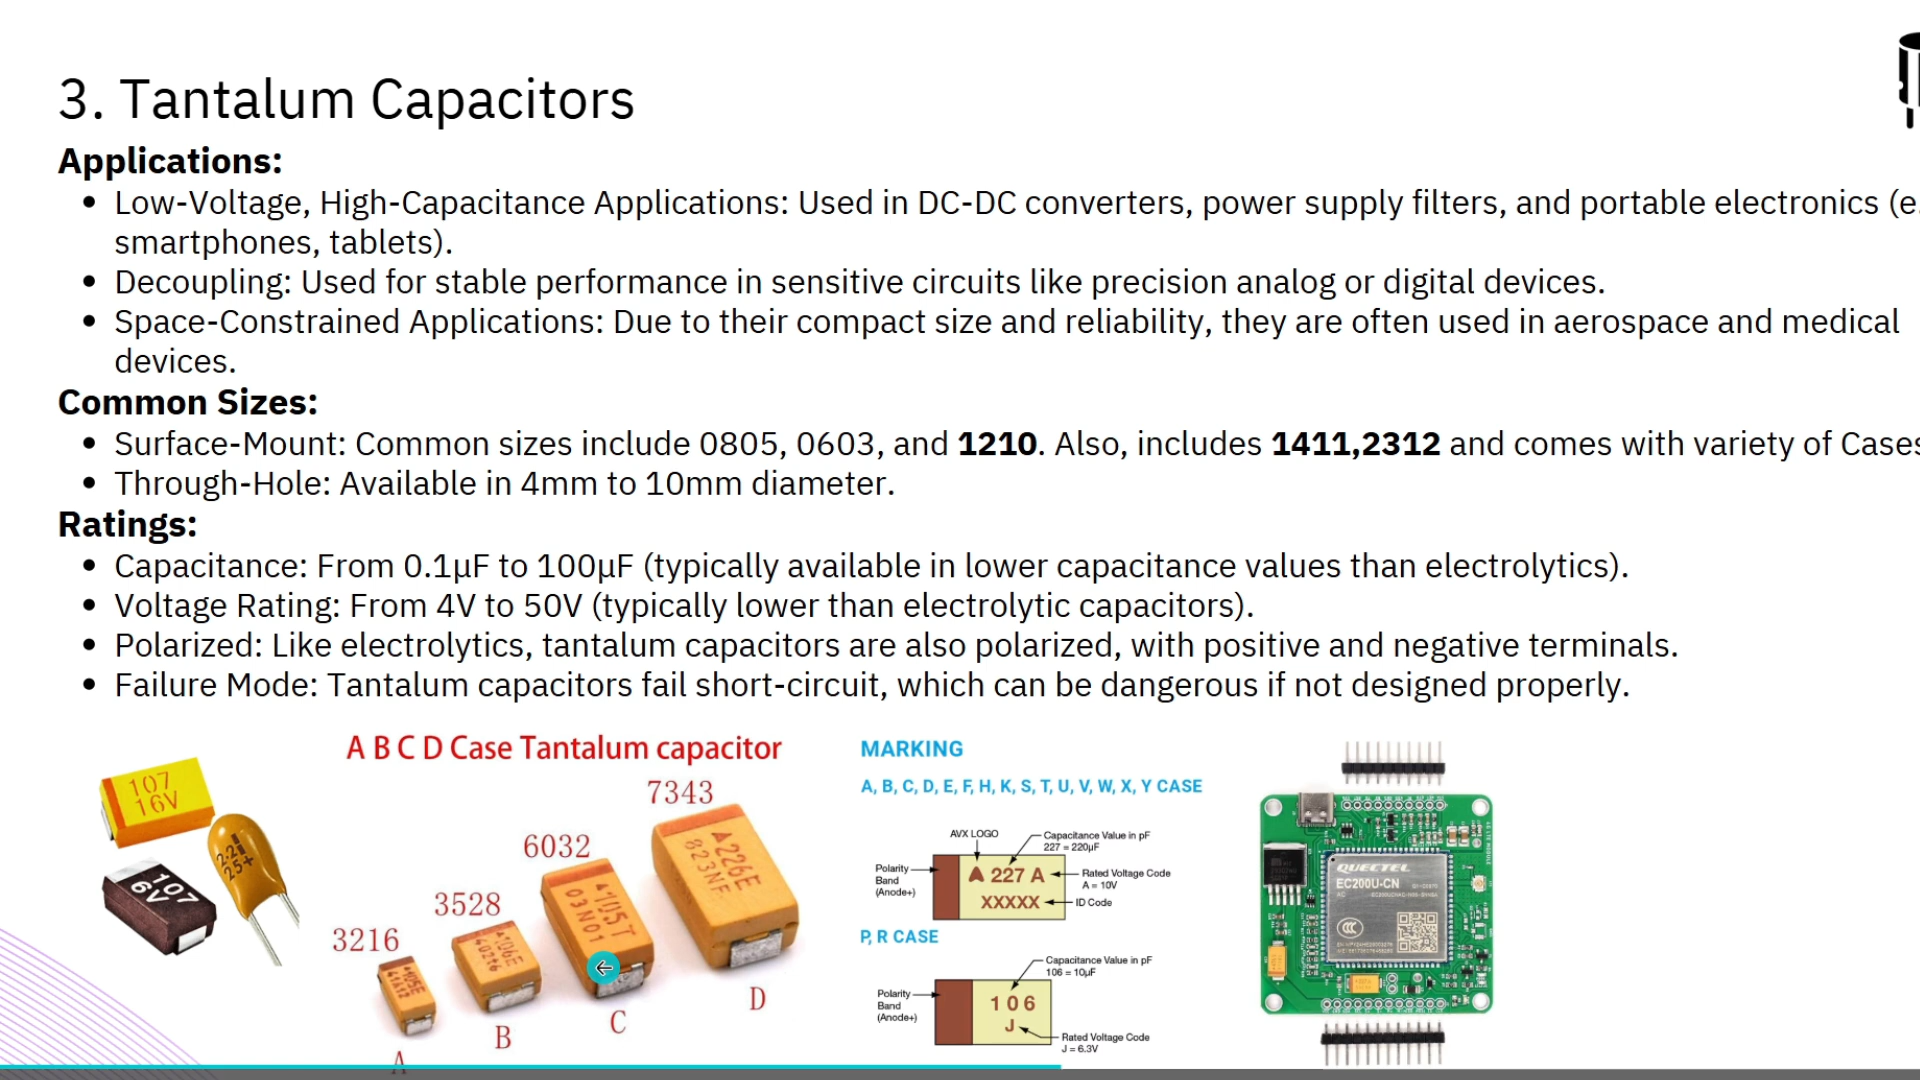 3. Tantalum Capacitors
Applications:
• Low-Voltage, High-Capacitance Applications: Used in DC-DC converters, power supply filters, and portable electronics (e.
smartphones, tablets).
• Decoupling: Used for stable performance in sensitive circuits like precision analog or digital devices.
• Space-Constrained Applications: Due to their compact size and reliability, they are often used in aerospace and medical
devices.
Common Sizes:
• Surface-Mount: Common sizes include 0805, 0603, and 1210. Also, includes 1411,2312 and comes with variety of Cases
• Through-Hole: Available in 4mm to 10mm diameter.
Ratings:
• Capacitance: From 0.1µF to 100µF (typically available in lower capacitance values than electrolytics).
• Voltage Rating: From 4V to 50V (typically lower than electrolytic capacitors).
• Polarized: Like electrolytics, tantalum capacitors are also polarized, with positive and negative terminals.
• Failure Mode: Tantalum capacitors fail short-circuit, which can be dangerous if not designed properly.
107
16V
107
6V
2.2
25+
A B C D Case Tantalum capacitor
7343
6032
3528
3216
226E
823NF
105T
03N01
106E
A
B
C
D
MARKING
A, B, C, D, E, F, H, K, S, T, U, V, W, X, Y CASE
AVX LOGO
Capacitance Value in pF
227 = 220µF
Polarity
Band
(Anode+)
227 A
XXXXX
Rated Voltage Code
A = 10V
ID Code
P, R CASE
Capacitance Value in pF
106 = 10µF
Polarity
Band
(Anode+)
106
J
Rated Voltage Code
J = 6.3V
QUECTEL
EC200U-CN